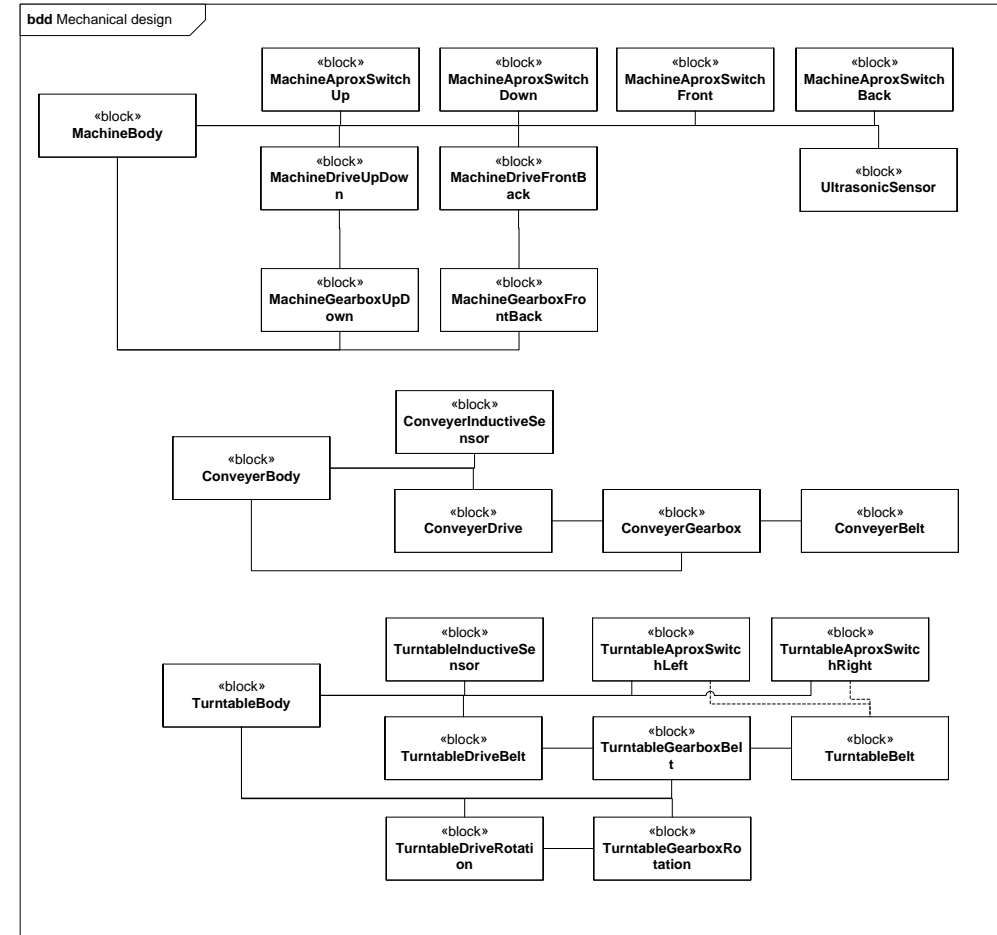 bdd Mechanical design
«block»
MachineAproxSwitch
Up
«block»
MachineAproxSwitch
Down
«block»
MachineAproxSwitch
Front
«block»
MachineAproxSwitch
Back
«block»
MachineBody
«block»
MachineDriveUpDow
n
«block»
MachineDriveFrontB
ack
«block»
UltrasonicSensor
«block»
MachineGearboxUpD
own
«block»
MachineGearboxFro
ntBack
«block»
ConveyerInductiveSe
nsor
«block»
ConveyerBody
«block»
ConveyerDrive
«block»
ConveyerGearbox
«block»
ConveyerBelt
«block»
TurntableInductiveSe
nsor
«block»
TurntableAproxSwitc
hLeft
«block»
TurntableAproxSwitc
hRight
«block»
TurntableBody
«block»
TurntableDriveBelt
«block»
TurntableGearboxBel
t
«block»
TurntableBelt
«block»
TurntableDriveRotati
on
«block»
TurntableGearboxRo
tation